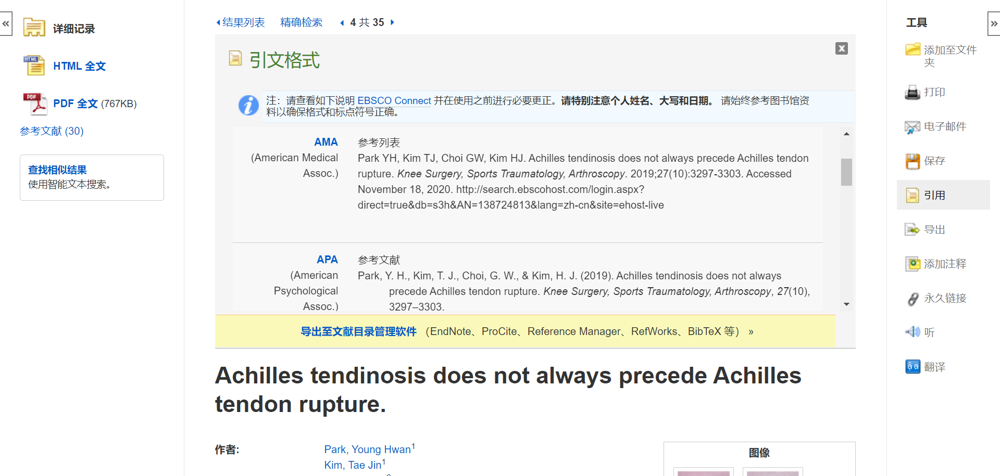 «
详细记录
HTML
HTML 全文
PDF
PDF 全文 (767KB)
参考文献 (30)
查找相似结果
使用智能文本搜索。
结果列表 精确检索 4 共 35
引文格式
x
注：请查看如下说明 EBSCO Connect 并在使用之前进行必要更正。请特别注意个人姓名、大写和日期。 请始终参考图书馆资
料以确保格式和标点符号正确。
AMA
(American Medical
Assoc.)
参考列表
Park YH, Kim TJ, Choi GW, Kim HJ. Achilles tendinosis does not always precede Achilles tendon
rupture. Knee Surgery, Sports Traumatology, Arthroscopy. 2019;27(10):3297-3303. Accessed
November 18, 2020. http://search.ebscohost.com/login.aspx?
direct=true&db=s3h&AN=138724813&lang=zh-cn&site=ehost-live
APA
(American
Psychological
Assoc.)
参考文献
Park, Y. H., Kim, T. J., Choi, G. W., & Kim, H. J. (2019). Achilles tendinosis does not always
precede Achilles tendon rupture. Knee Surgery, Sports Traumatology, Arthroscopy, 27(10),
3297–3303.
导出至文献目录管理软件 （EndNote、ProCite、Reference Manager、RefWorks、BibTeX 等） »
Achilles tendinosis does not always precede Achilles
tendon rupture.
作者: Park, Young Hwan1
Kim, Tae Jin1
图像
工具
»
添加至文件
夹
打印
电子邮件
保存
引用
导出
添加注释
永久链接
听
翻译